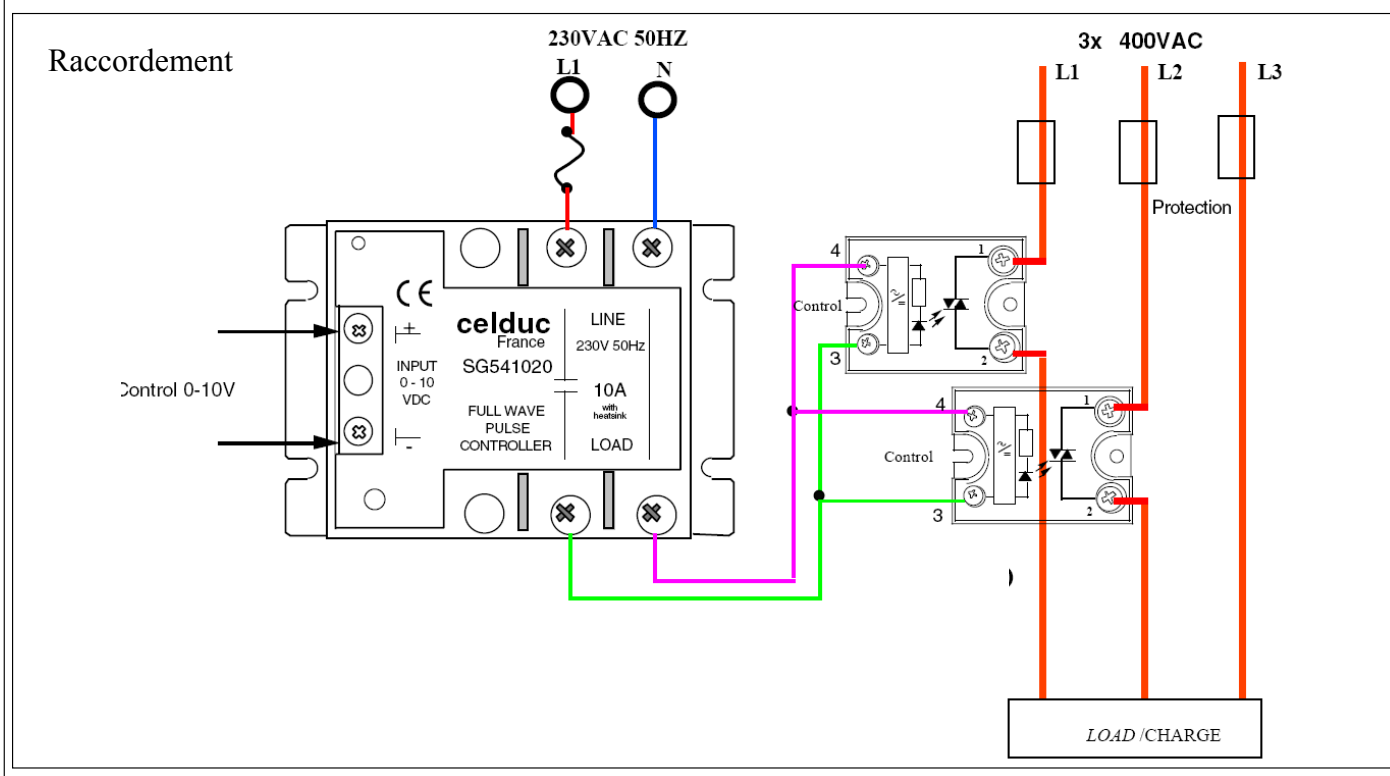 Raccordement
230VAC 50HZ
L1
N
3x 400VAC
L1
L2
L3
Protection
Control 0-10V
+
-
INPUT
0 - 10
VDC
CE
celduc
France
SG541020
FULL WAVE
PULSE
CONTROLLER
LINE
230V 50Hz
10A
with
heatsink
LOAD
4
Control
3
1
2
4
Control
3
1
2
LOAD /CHARGE